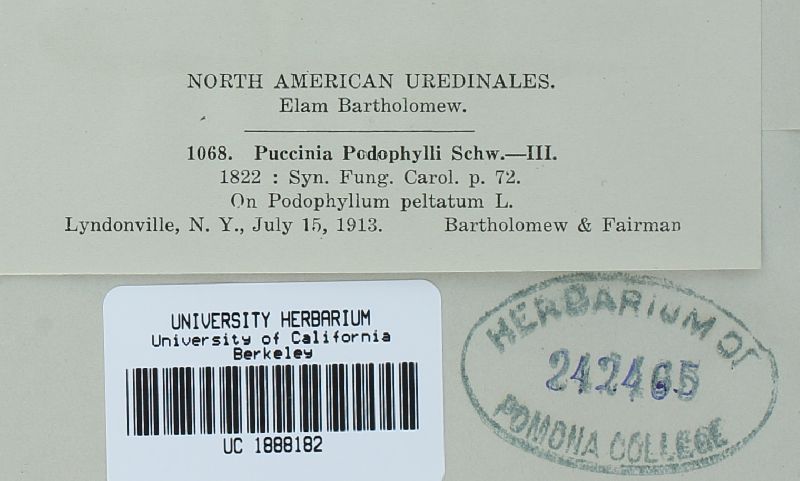 NORTH AMERICAN UREDINALES.
Elam Bartholomew.
1068. Puccinia Podophylli Schw.—III.
1822 : Syn. Fung. Carol. p. 72.
On Podophyllum peltatum L.
Lyndonville, N. Y., July 15, 1913. Bartholomew & Fairman
UNIVERSITY HERBARIUM
University of California
Berkeley
UC 1888182
HERBARIUM OF
242465
POMONA COLLEGE